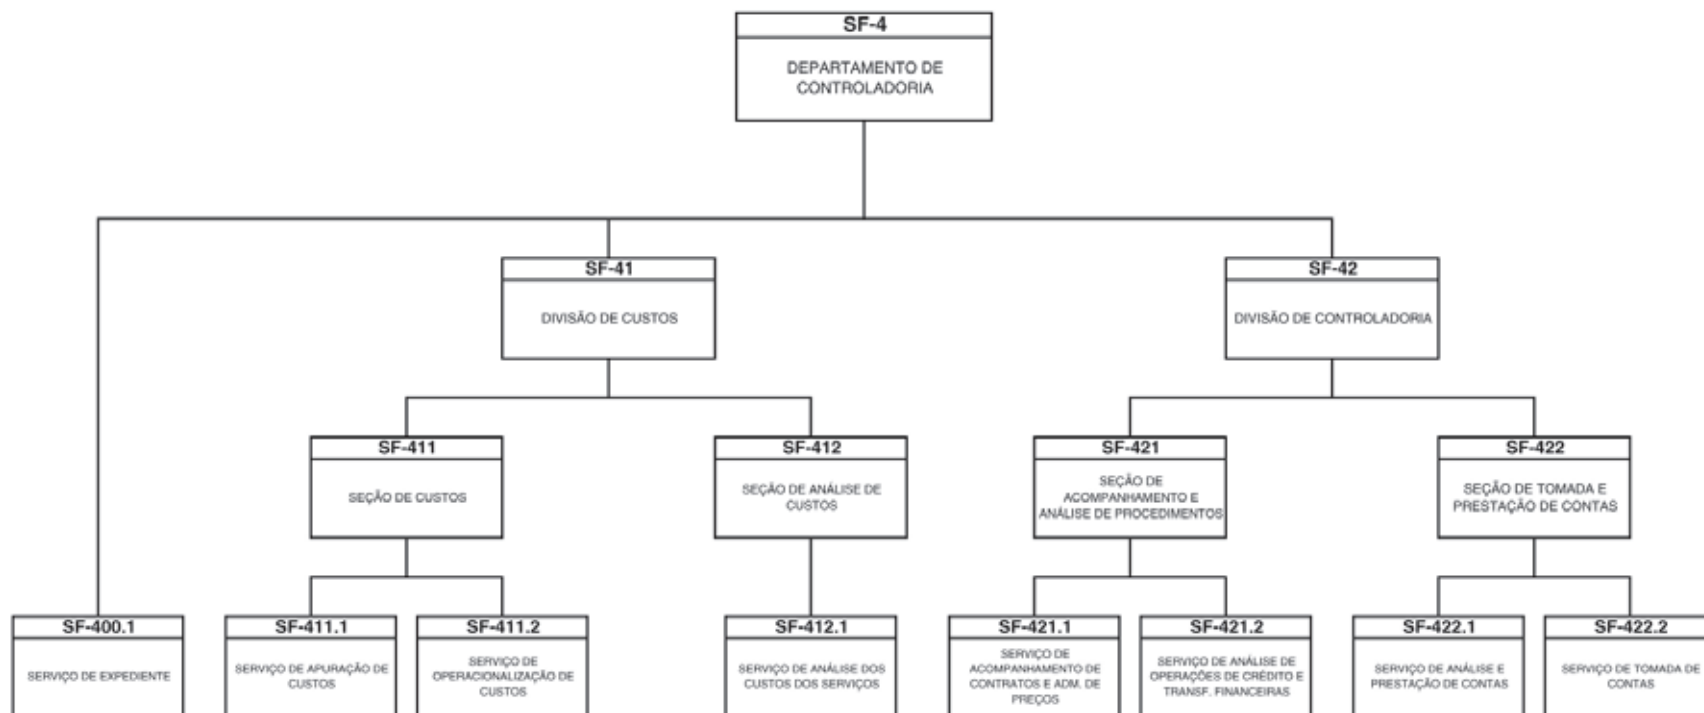 SF-4
DEPARTAMENTO DE
CONTROLADORIA
SF-41
DIVISÃO DE CUSTOS
SF-42
DIVISÃO DE CONTROLADORIA
SF-411
SEÇÃO DE CUSTOS
SF-412
SEÇÃO DE ANÁLISE DE
CUSTOS
SF-421
SEÇÃO DE
ACOMPANHAMENTO E
ANÁLISE DE PROCEDIMENTOS
SF-422
SEÇÃO DE TOMADA E
PRESTAÇÃO DE CONTAS
SF-400.1
SERVIÇO DE EXPEDIENTE
SF-411.1
SERVIÇO DE APURAÇÃO DE
CUSTOS
SF-411.2
SERVIÇO DE
OPERACIONALIZAÇÃO DE
CUSTOS
SF-412.1
SERVIÇO DE ANÁLISE DOS
CUSTOS DOS SERVIÇOS
SF-421.1
SERVIÇO DE
ACOMPANHAMENTO DE
CONTRATOS E ADM. DE
PREÇOS
SF-421.2
SERVIÇO DE ANÁLISE DE
OPERAÇÕES DE CRÉDITO E
TRANSF. FINANCEIRAS
SF-422.1
SERVIÇO DE ANÁLISE E
PRESTAÇÃO DE CONTAS
SF-422.2
SERVIÇO DE TOMADA DE
CONTAS